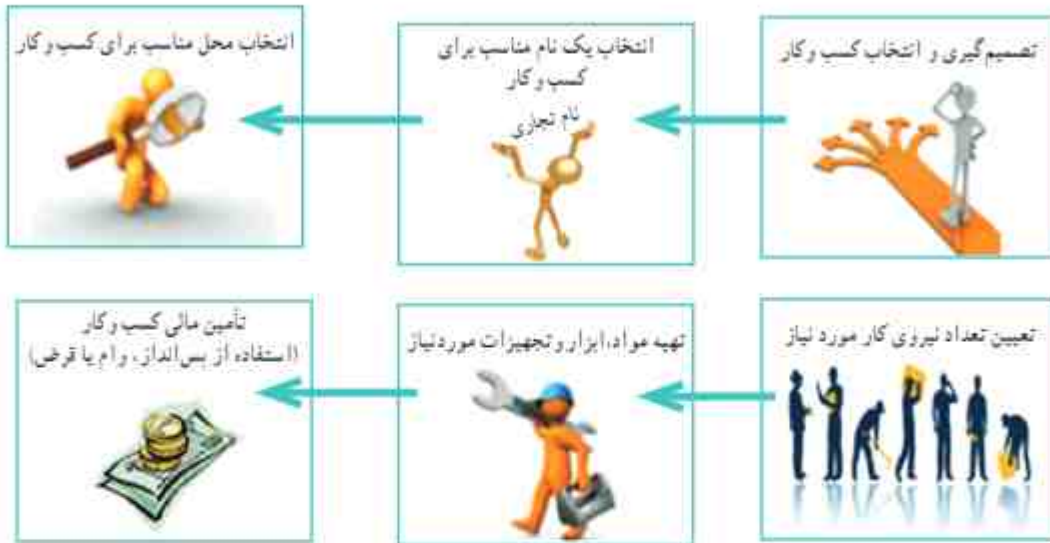 تصمیم‌گیری و انتخاب کسب و کار
انتخاب یک نام مناسب برای
کسب و کار
نام تجاری
انتخاب محل مناسب برای کسب و کار
تعیین تعداد نیروی کار مورد نیاز
تهیه مواد، ابزار و تجهیزات مورد نیاز
تأمین مالی کسب و کار
(استفاده از پس‌انداز، وام یا قرض)